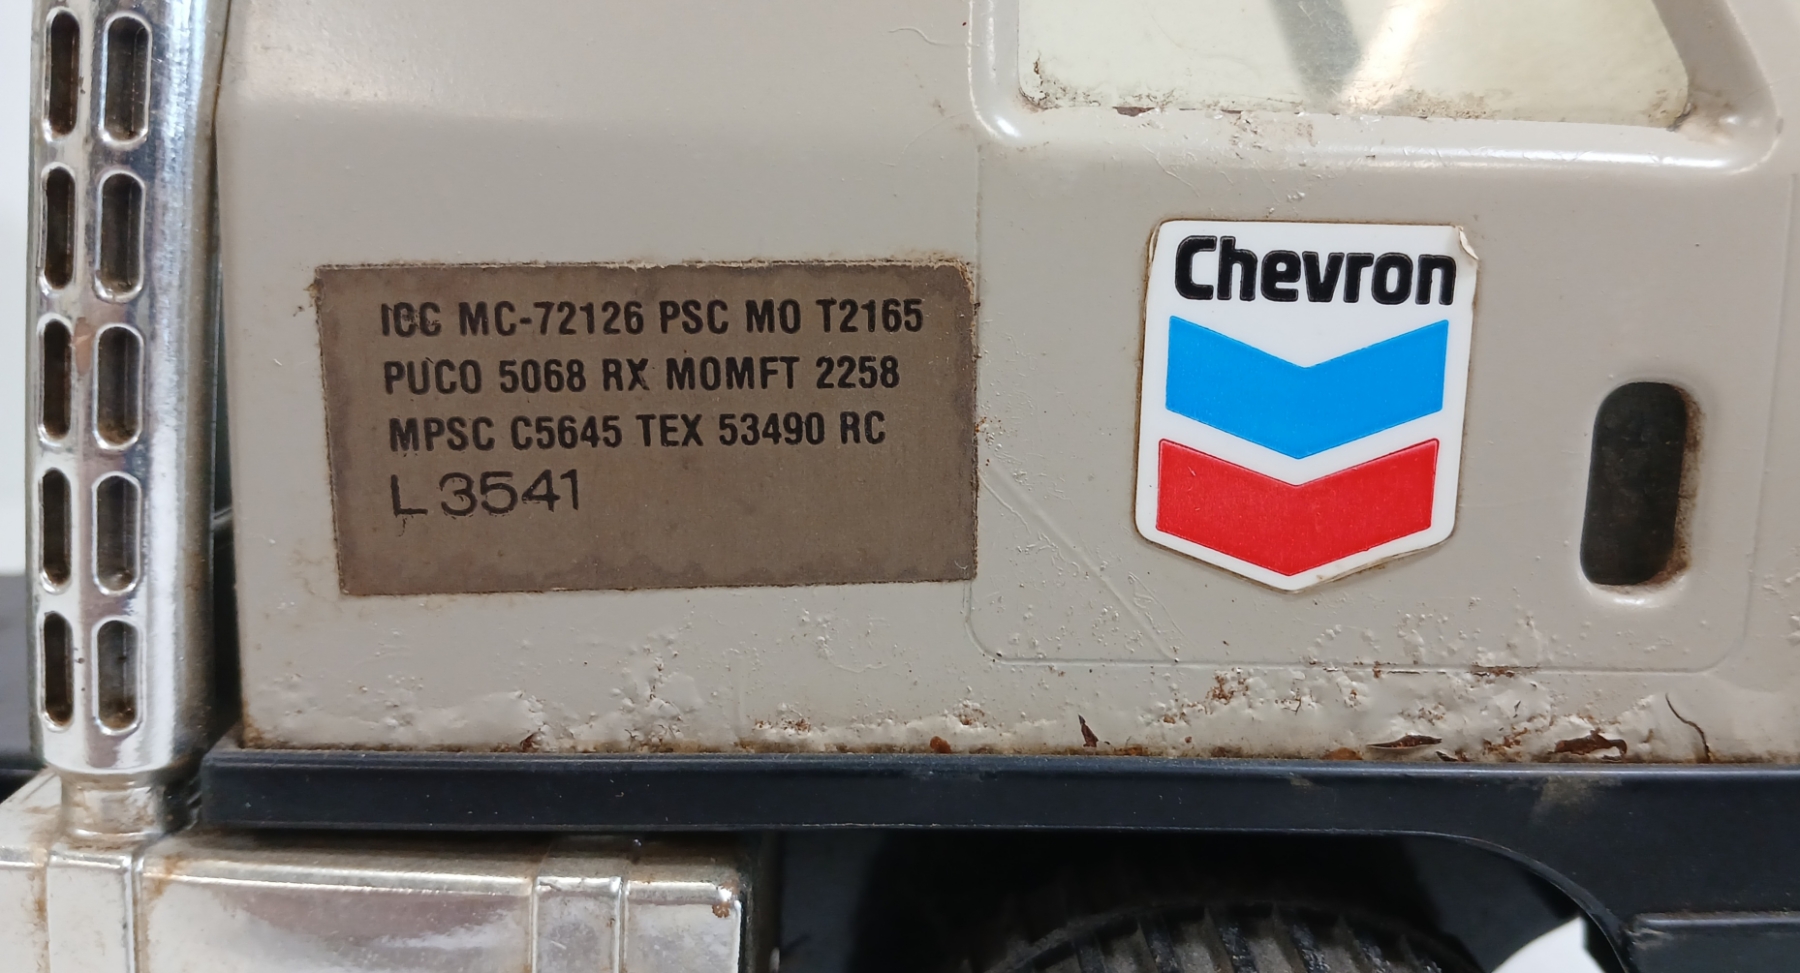 ICC MC-72126 PSC MO T2165
PUCO 5068 RX MOMFT 2258
MPSC C5645 TEX 53490 RC
L 3541
Chevron